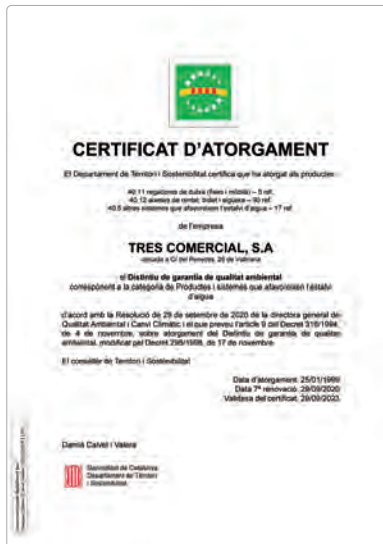 CERTIFICAT D'ATORGAMENT
El Departament de Territori i Sostenibilitat certifica que ha atorgat als productes
40.11 regadores de dutxa (fixes i mòbils) – 5 ref.
40.12 aixetes de rentat, bidet i aigüera – 90 ref.
40.5 altres sistemes que afavoreixen l'estalvi d'aigua – 17 ref.
de l'empresa
TRES COMERCIAL, S.A
ubicada a C/ del Penedès, 26 de Vallirana
el Distintiu de garantia de qualitat ambiental
corresponent a la categoria de Productes i sistemes que afavoreixen l'estalvi
d'aigua
d'acord amb la Resolució de 29 de setembre de 2020 de la directora general de
Qualitat Ambiental i Canvi Climàtic i el que preveu l'article 9 del Decret 316/1994,
de 4 de novembre, sobre atorgament del Distintiu de garantia de qualitat
ambiental, modificat pel Decret 296/1998, de 17 de novembre.
El conseller de Territori i Sostenibilitat
Data d'atorgament: 25/01/1999
Data 7ª renovació: 29/09/2020
Validesa del certificat: 29/09/2023
Damià Calvet i Valera
Generalitat de Catalunya
Departament de Territori
i Sostenibilitat